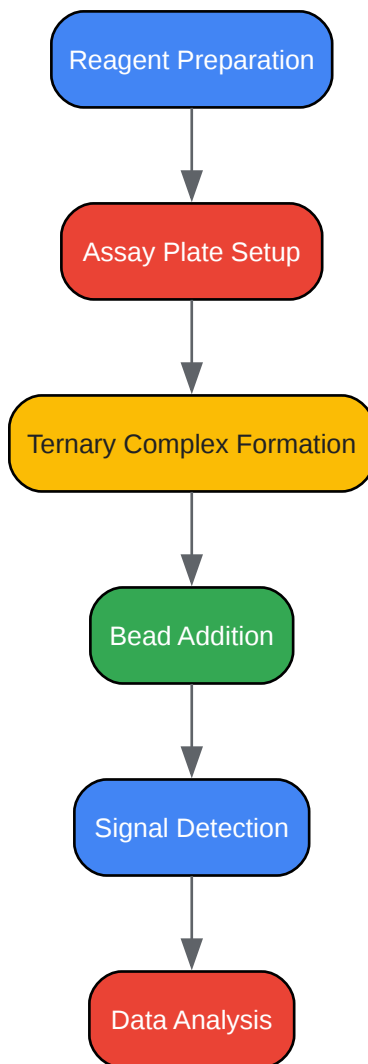 Reagent Preparation
Assay Plate Setup
Ternary Complex Formation
Bead Addition
Signal Detection
Data Analysis